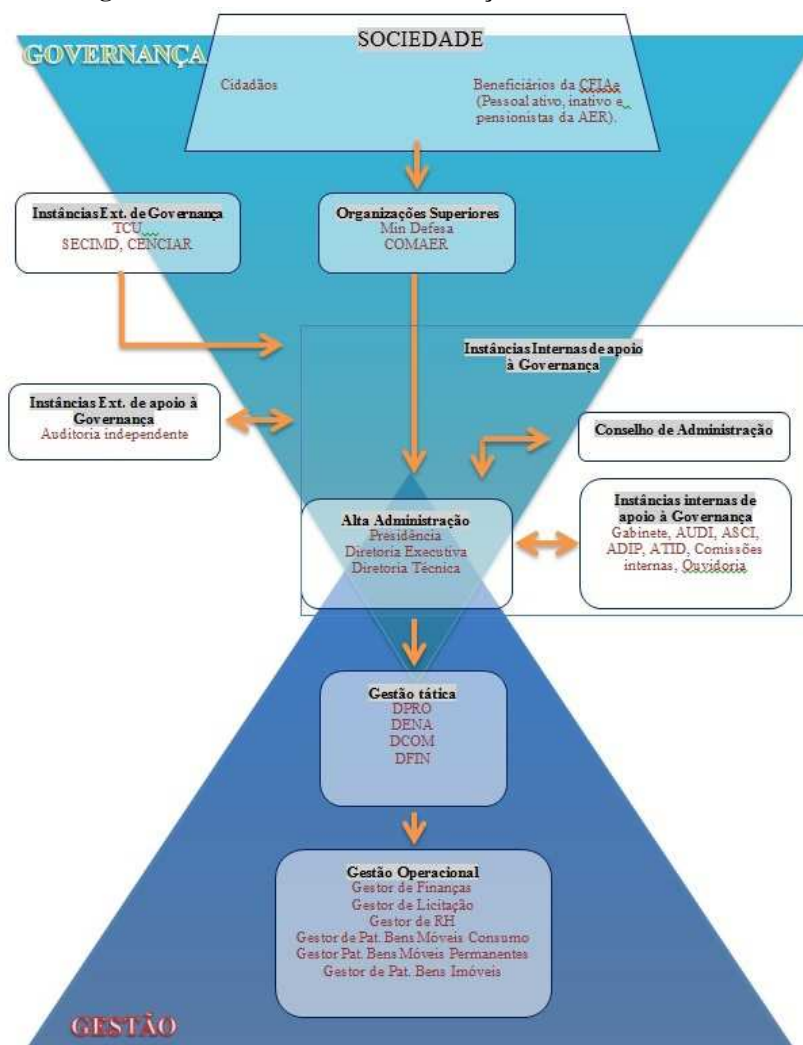 GOVERNANÇA
SOCIEDADE
Cidadãos
Beneficiários da CFIAe
(Pessoal ativo, inativo e
pensionistas da AER).
Instâncias Ext. de Governança
TCU
SECIMD, CENCIAR
Organizações Superiores
Min Defesa
COMAER
Instâncias Internas de apoio
à Governança
Instâncias Ext. de apoio à
Governança
Auditoria independente
Conselho de Administração
Alta Administração
Presidência
Diretoria Executiva
Diretoria Técnica
Instâncias internas de
apoio à Governança
Gabinete, AUDI, ASCI,
ADIP, ATID, Comissões
internas, Ouvidoria
Gestão tática
DPRO
DENA
DCOM
DFIN
Gestão Operacional
Gestor de Finanças
Gestor de Licitação
Gestor de RH
Gestor de Pat. Bens Móveis Consumo
Gestor Pat. Bens Móveis Permanentes
Gestor de Pat. Bens Imóveis
GESTÃO